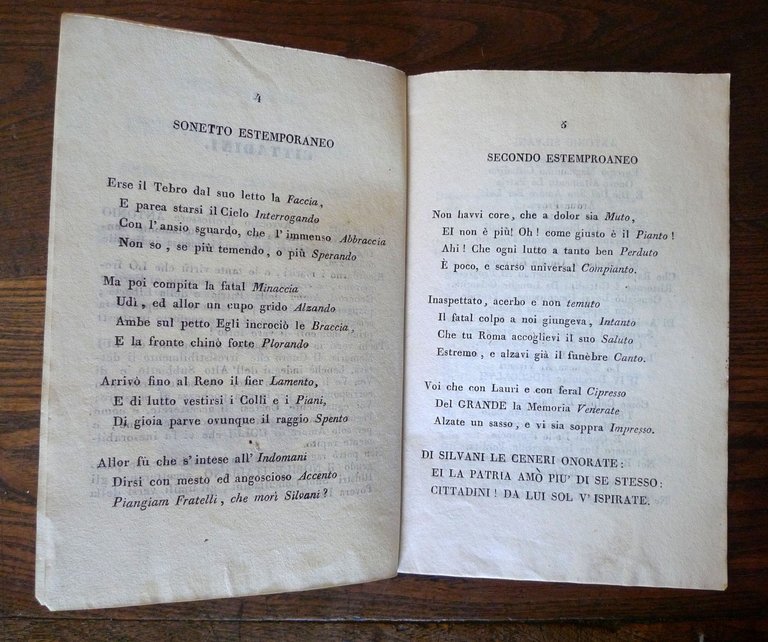 4
SONETTO ESTEMPORANEO
Erse il Tebro dal suo letto la Faccia,
E parea starsi il Cielo Interrogando
Con l'ansio sguardo, che l'immenso Abbraccia
Non so, se più temendo, o più Sperando
Ma poi compita la fatal Minaccia
Udì, ed allor un cupo grido Alzando
Ambe sul petto Egli incrociò le Braccia,
E la fronte chinò forte Plorando
Arrivò fino al Reno il fier Lamento,
E di lutto vestirsi i Colli e i Piani,
Di gioia parve ovunque il raggio Spento
Allor fù che s'intese all' Indomani
Dirsi con mesto ed angoscioso Accento
Piangiam Fratelli, che morì Silvani?
5
SECONDO ESTEMPROANEO
Non havvi core, che a dolor sia Muto,
EI non è più! Oh! come giusto è il Pianto!
Ahi! Che ogni lutto a tanto ben Perduto
È poco, e scarso universal Compianto.
Inaspettato, acerbo e non temuto
Il fatal colpo a noi giungeva, Intanto
Che tu Roma accoglievi il suo Saluto
Estremo, e alzavi già il funèbre Canto.
Voi che con Lauri e con feral Cipresso
Del GRANDE la Memoria Venerate
Alzate un sasso, e vi sia soppra Impresso.
DI SILVANI LE CENERI ONORATE:
EI LA PATRIA AMÒ PIU' DI SE STESSO:
CITTADINI! DA LUI SOL V' ISPIRATE.